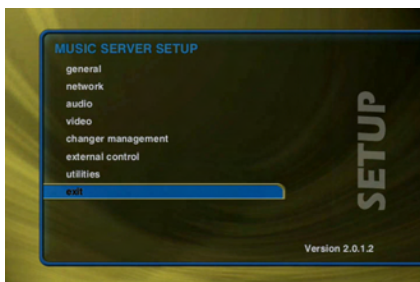 MUSIC SERVER SETUP
general
network
audio
video
changer management
external control
utilities
exit
SETUP
Version 2.0.1.2